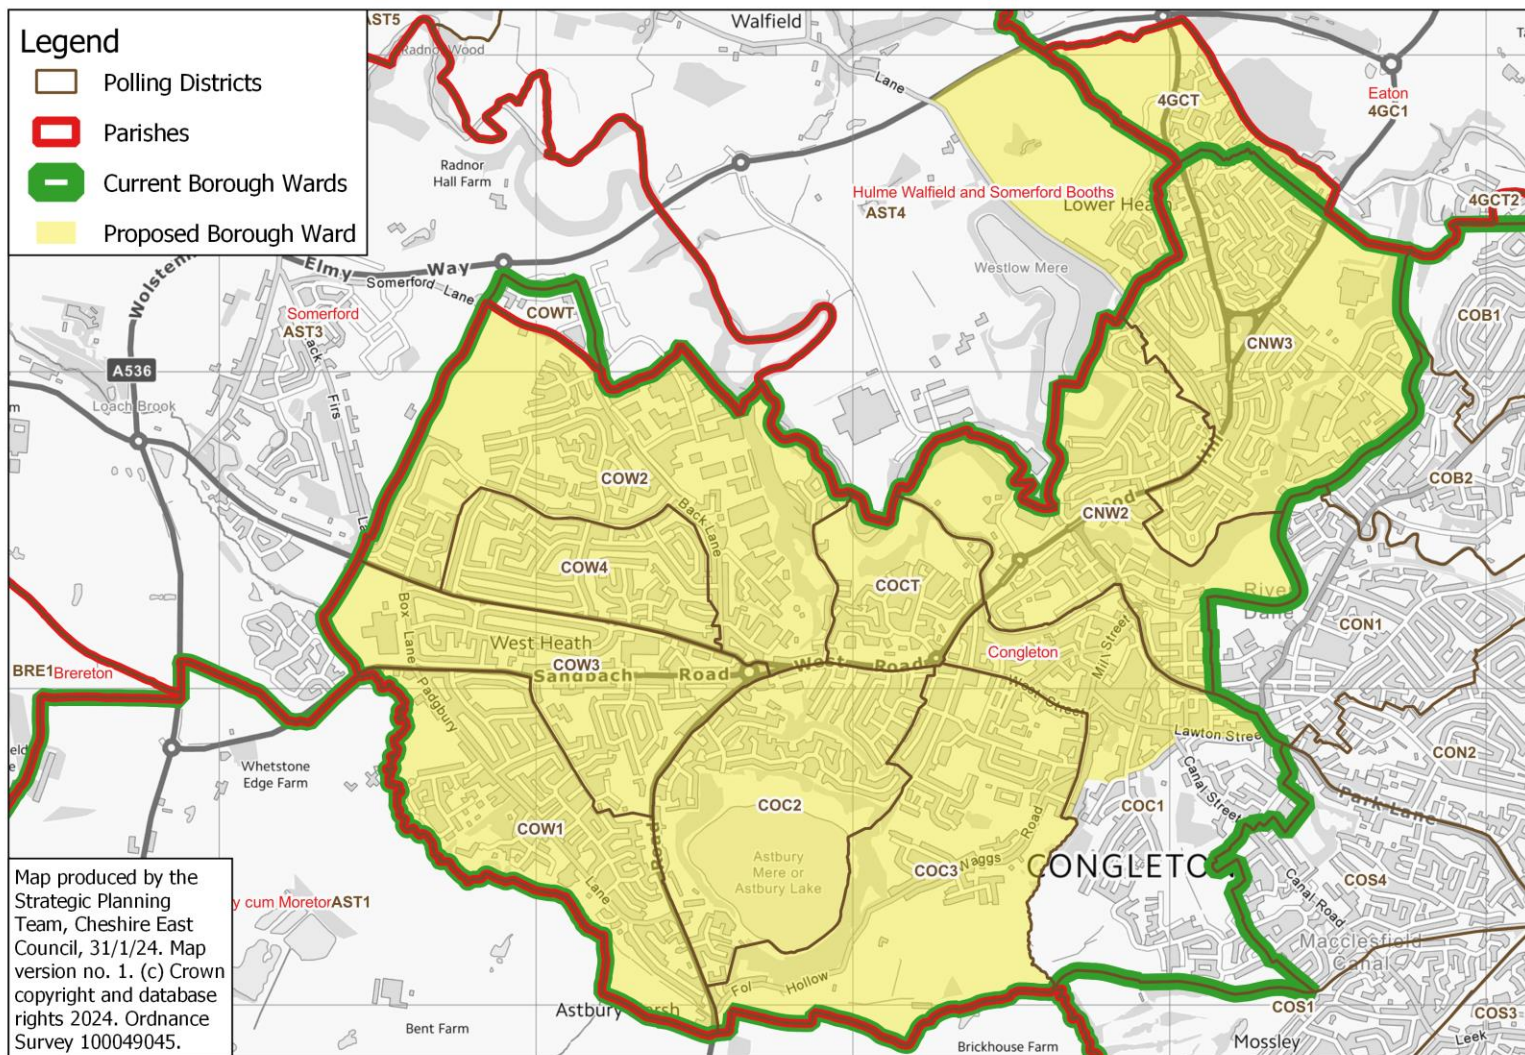 Legend
Polling Districts
Parishes
Current Borough Wards
Proposed Borough Ward
AST5
Radnor Wood
Walfield
Lane
Radnor
Hall Farm
4GCT
Eaton
4GC1
Hulme Walfield and Somerford Booths
AST4
Lower Heath
4GCT2
Westlow Mere
Elmy Way
Somerford Lane
COWT
Somerford
AST3
Back
Firs
A536
Loach Brook
COB1
CNW3
COW2
Back Lane
COB2
CNW2
Road
COW4
COCT
River
Dane
CON1
Box Lane
West Heath
COW3
Sandbach Road
West Road
Congleton
Mill Street
West Street
BRE1
Brereton
Padgbury
Lawton Street
Whetstone
Edge Farm
CON2
Canal Street
COC1
Park Lane
COC2
COW1
Road
Astbury
Mere or
Astbury Lake
COC3
Naggs
Lane
COS4
Canal Road
Macclesfield
Canal
y cum Moreton
AST1
Fol Hollow
Astbury Marsh
Bent Farm
Brickhouse Farm
COS1
COS3
Mossley
Leek
Map produced by the
Strategic Planning
Team, Cheshire East
Council, 31/1/24. Map
version no. 1. (c) Crown
copyright and database
rights 2024. Ordnance
Survey 100049045.